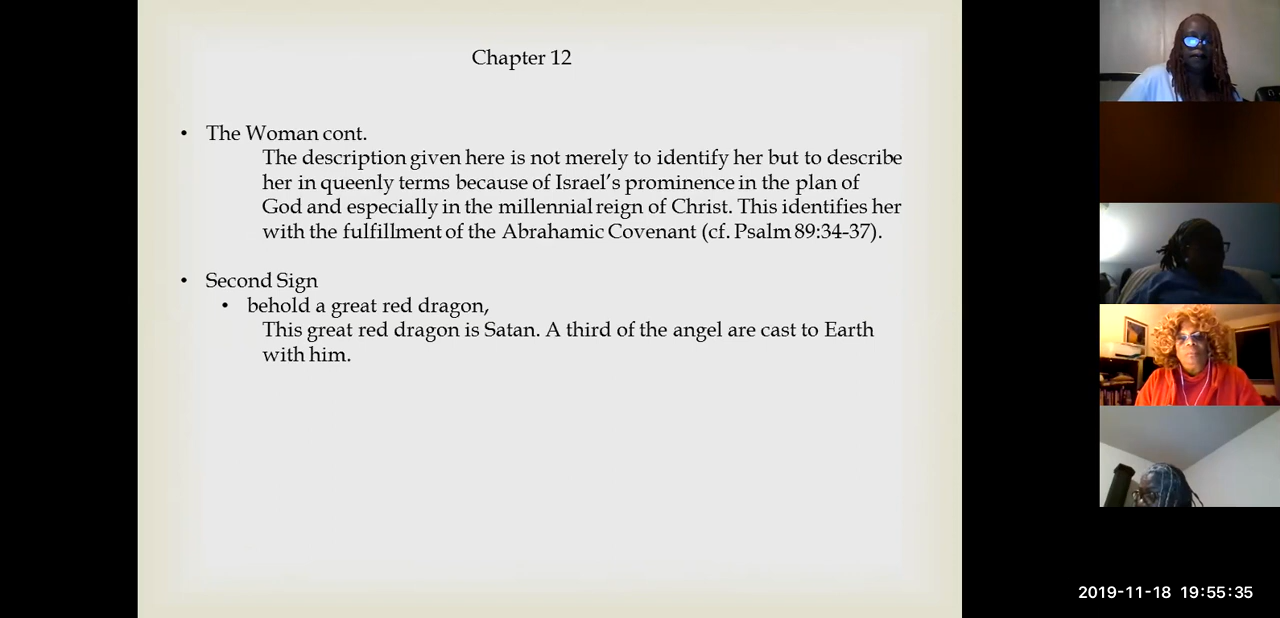 Chapter 12
• The Woman cont.
The description given here is not merely to identify her but to describe
her in queenly terms because of Israel's prominence in the plan of
God and especially in the millennial reign of Christ. This identifies her
with the fulfillment of the Abrahamic Covenant (cf. Psalm 89:34-37).
• Second Sign
• behold a great red dragon,
This great red dragon is Satan. A third of the angel are cast to Earth
with him.
2019-11-18 19:55:35